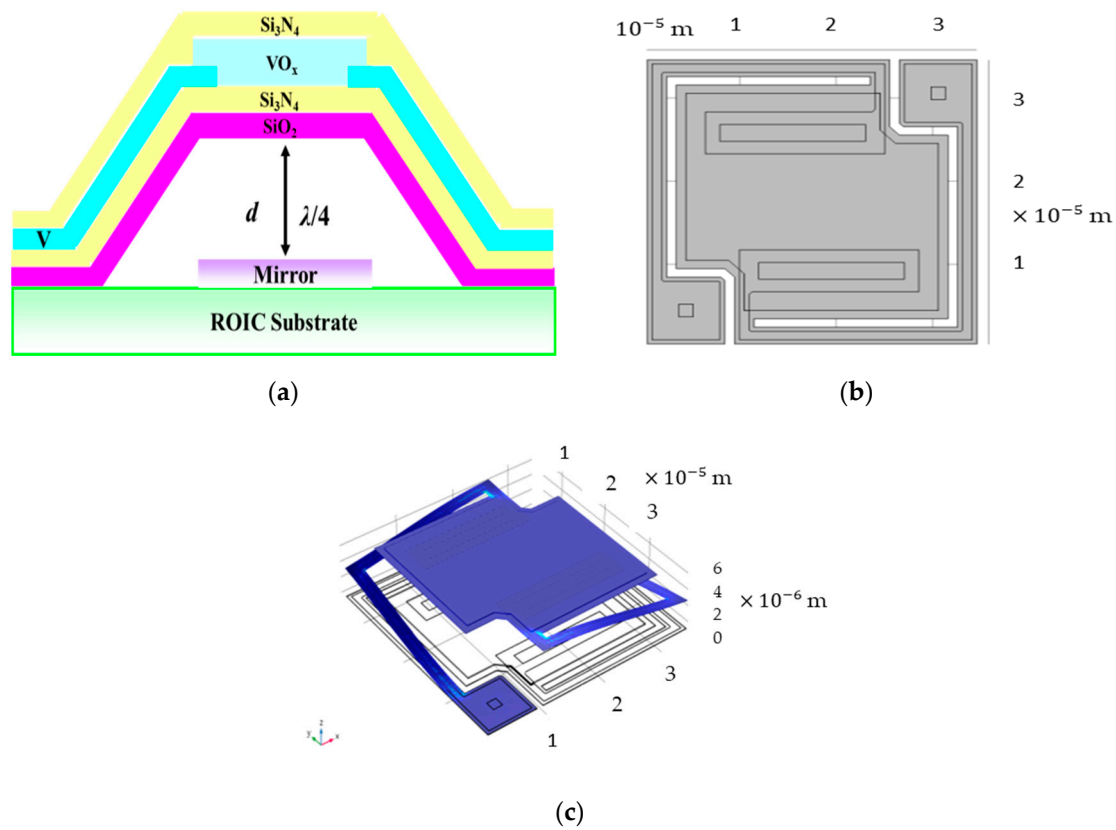 Si₃N₄
VOₓ
Si₃N₄
SiO₂
d λ/4
V
Mirror
ROIC Substrate
(a)
10⁻⁵ m 1 2 3
3
2
× 10⁻⁵ m
1
(b)
1
2 × 10⁻⁵ m
3
6
4
2
0
× 10⁻⁶ m
3
2
1
z
y
x
(c)